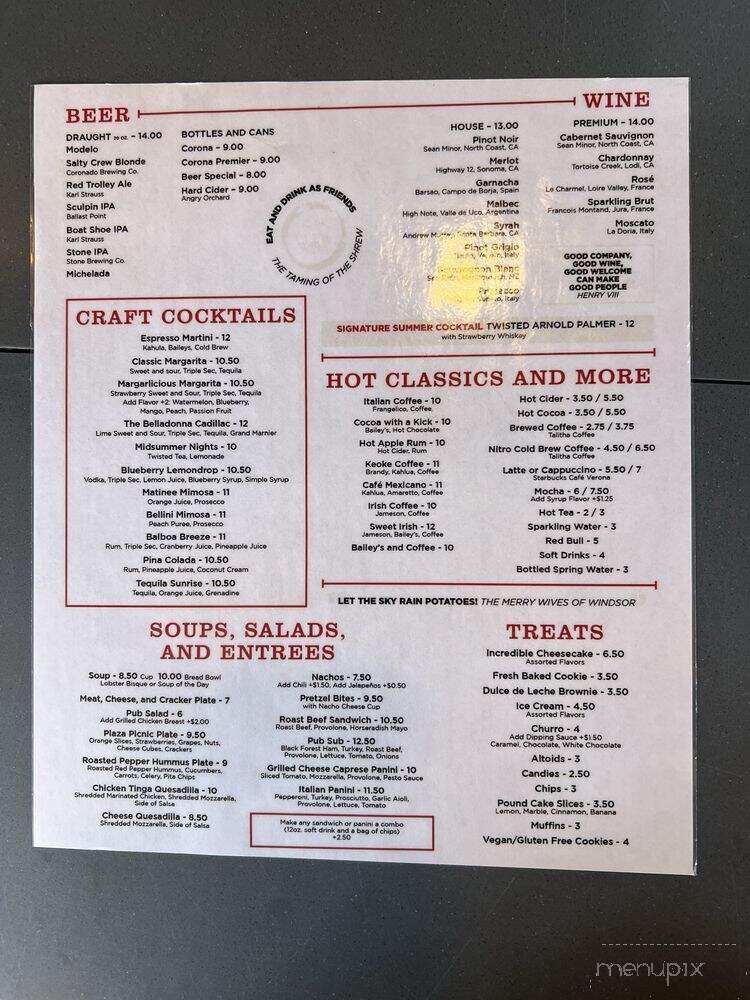 BEER
WINE
DRAUGHT 20 OZ. - 14.00
Modelo
Salty Crew Blonde
Coronado Brewing Co.
Red Trolley Ale
Karl Strauss
Sculpin IPA
Ballast Point
Boat Shoe IPA
Karl Strauss
Stone IPA
Stone Brewing Co.
Michelada
BOTTLES AND CANS
Corona - 9.00
Corona Premier - 9.00
Beer Special - 8.00
Hard Cider - 9.00
Angry Orchard
EAT AND DRINK AS FRIENDS
THE TAMING OF THE SHREW
HOUSE - 13.00
Pinot Noir
Sean Minor, North Coast, CA
Merlot
Highway 12, Sonoma, CA
Garnacha
Barsao, Campo de Borja, Spain
Malbec
High Note, Valle de Uco, Argentina
Syrah
Andrew Murray, Santa Barbara, CA
Pinot Grigio
Italy
Sauvignon Blanc
NZ
Prosecco
Italy
PREMIUM - 14.00
Cabernet Sauvignon
Sean Minor, North Coast, CA
Chardonnay
Tortoise Creek, Lodi, CA
Rosé
Le Charmel, Loire Valley, France
Sparkling Brut
Francois Montand, Jura, France
Moscato
La Doria, Italy
GOOD COMPANY,
GOOD WINE,
GOOD WELCOME
CAN MAKE
GOOD PEOPLE
HENRY VIII
CRAFT COCKTAILS
Espresso Martini - 12
Kahula, Baileys, Cold Brew
Classic Margarita - 10.50
Sweet and sour, Triple Sec, Tequila
Margarlicious Margarita - 10.50
Strawberry Sweet and Sour, Triple Sec, Tequila
Add Flavor +2: Watermelon, Blueberry,
Mango, Peach, Passion Fruit
The Belladonna Cadillac - 12
Lime Sweet and Sour, Triple Sec, Tequila, Grand Marnier
Midsummer Nights - 10
Twisted Tea, Lemonade
Blueberry Lemondrop - 10.50
Vodka, Triple Sec, Lemon Juice, Blueberry Syrup, Simple Syrup
Matinee Mimosa - 11
Orange Juice, Prosecco
Bellini Mimosa - 11
Peach Puree, Prosecco
Balboa Breeze - 11
Rum, Triple Sec, Cranberry Juice, Pineapple Juice
Pina Colada - 10.50
Rum, Pineapple Juice, Coconut Cream
Tequila Sunrise - 10.50
Tequila, Orange Juice, Grenadine
SIGNATURE SUMMER COCKTAIL TWISTED ARNOLD PALMER - 12
with Strawberry Whiskey
HOT CLASSICS AND MORE
Italian Coffee - 10
Frangelico, Coffee
Cocoa with a Kick - 10
Bailey's, Hot Chocolate
Hot Apple Rum - 10
Hot Cider, Rum
Keoke Coffee - 11
Brandy, Kahlua, Coffee
Café Mexicano - 11
Kahlua, Amaretto, Coffee
Irish Coffee - 10
Jameson, Coffee
Sweet Irish - 12
Jameson, Bailey's, Coffee
Bailey's and Coffee - 10
Hot Cider - 3.50 / 5.50
Hot Cocoa - 3.50 / 5.50
Brewed Coffee - 2.75 / 3.75
Talitha Coffee
Nitro Cold Brew Coffee - 4.50 / 6.50
Talitha Coffee
Latte or Cappuccino - 5.50 / 7
Starbucks Café Verona
Mocha - 6 / 7.50
Add Syrup Flavor +$1.25
Hot Tea - 2 / 3
Sparkling Water - 3
Red Bull - 5
Soft Drinks - 4
Bottled Spring Water - 3
LET THE SKY RAIN POTATOES! THE MERRY WIVES OF WINDSOR
SOUPS, SALADS,
AND ENTREES
Soup - 8.50 Cup 10.00 Bread Bowl
Lobster Bisque or Soup of the Day
Meat, Cheese, and Cracker Plate - 7
Pub Salad - 6
Add Grilled Chicken Breast +$2.00
Plaza Picnic Plate - 9.50
Orange Slices, Strawberries, Grapes, Nuts,
Cheese Cubes, Crackers
Roasted Pepper Hummus Plate - 9
Roasted Red Pepper Hummus, Cucumbers,
Carrots, Celery, Pita Chips
Chicken Tinga Quesadilla - 10
Shredded Marinated Chicken, Shredded Mozzarella,
Side of Salsa
Cheese Quesadilla - 8.50
Shredded Mozzarella, Side of Salsa
Nachos - 7.50
Add Chili +$1.50, Add Jalapeños +$0.50
Pretzel Bites - 9.50
with Nacho Cheese Cup
Roast Beef Sandwich - 10.50
Roast Beef, Provolone, Horseradish Mayo
Pub Sub - 12.50
Black Forest Ham, Turkey, Roast Beef,
Provolone, Lettuce, Tomato, Onions
Grilled Cheese Caprese Panini - 10
Sliced Tomato, Mozzarella, Provolone, Pesto Sauce
Italian Panini - 11.50
Pepperoni, Turkey, Prosciutto, Garlic Aioli,
Provolone, Lettuce, Tomato
Make any sandwich or panini a combo
(12oz. soft drink and a bag of chips)
+2.50
TREATS
Incredible Cheesecake - 6.50
Assorted Flavors
Fresh Baked Cookie - 3.50
Dulce de Leche Brownie - 3.50
Ice Cream - 4.50
Assorted Flavors
Churro - 4
Add Dipping Sauce +$1.50
Caramel, Chocolate, White Chocolate
Altoids - 3
Candies - 2.50
Chips - 3
Pound Cake Slices - 3.50
Lemon, Marble, Cinnamon, Banana
Muffins - 3
Vegan/Gluten Free Cookies - 4
menupix